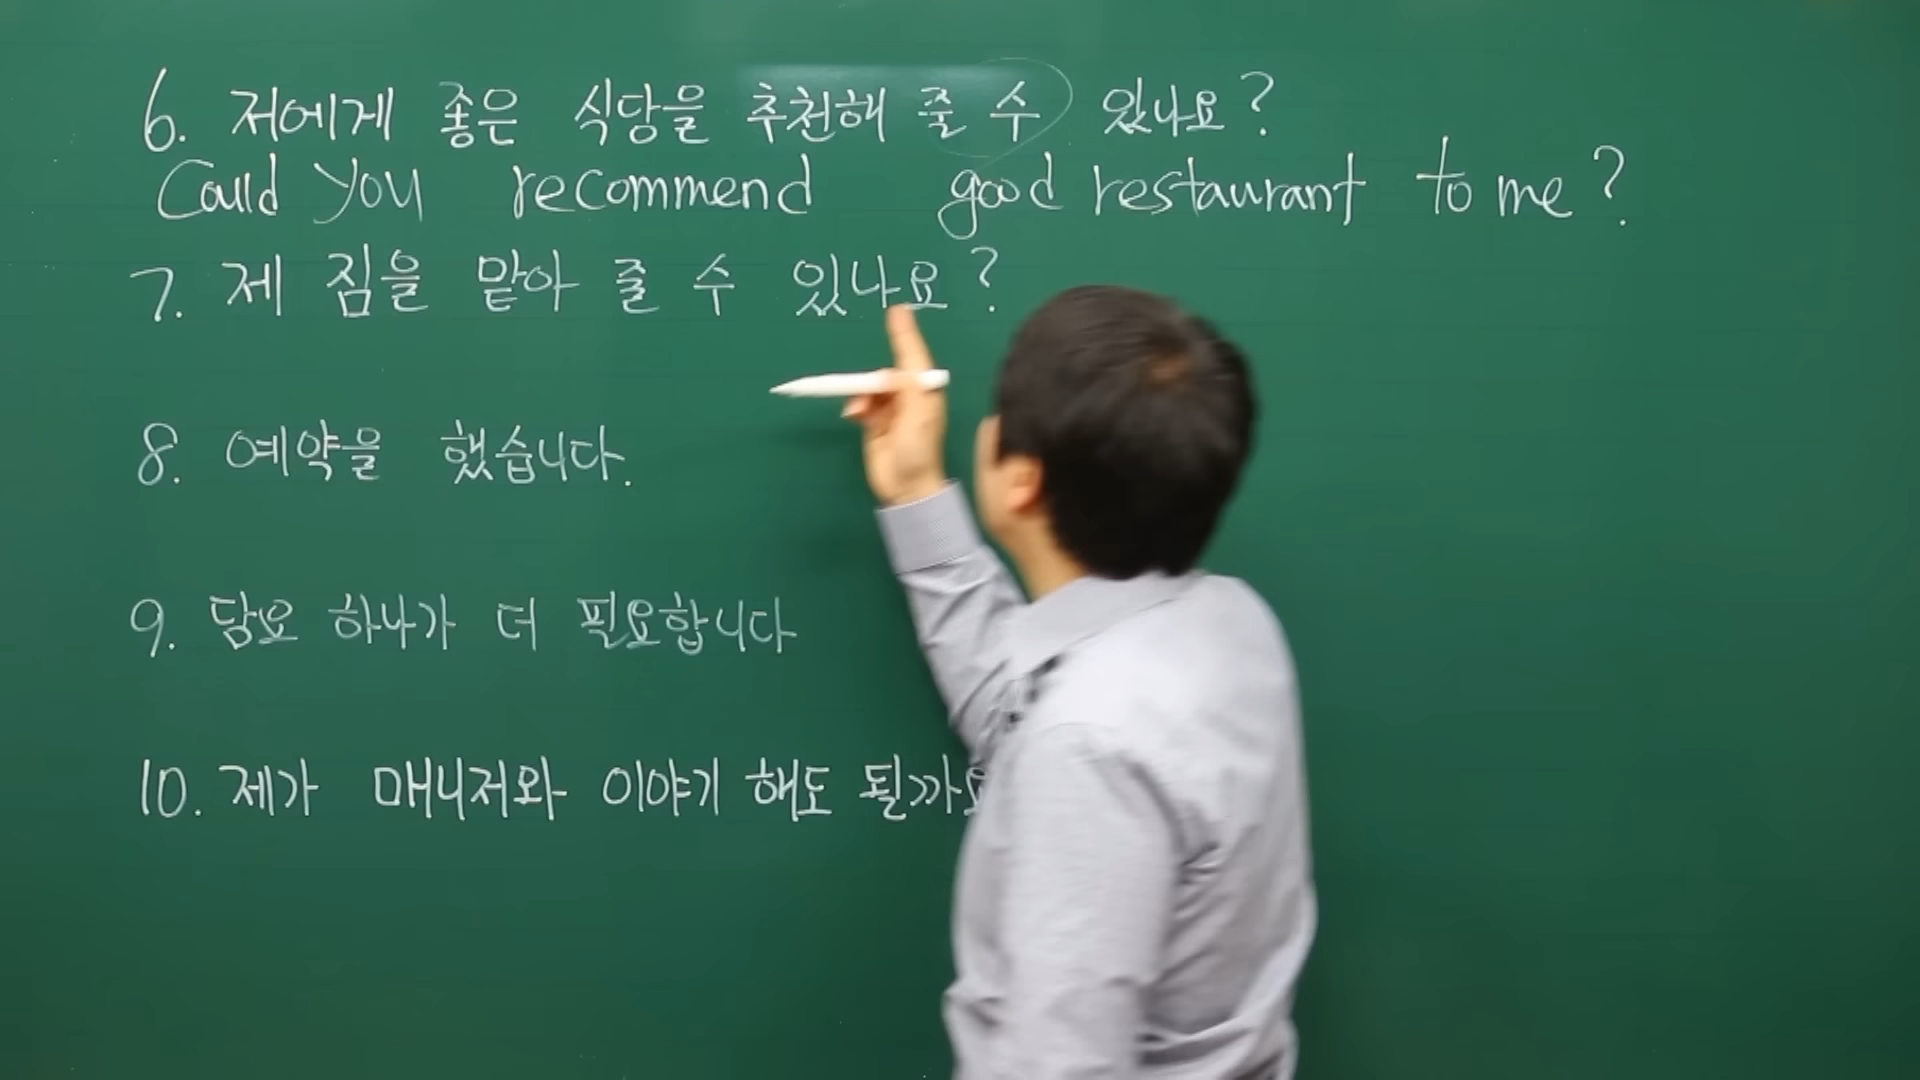 6. 저에게 좋은 식당을 추천해 줄 수 있나요?
Could you recommend good restaurant to me?
7. 제 짐을 맡아 줄 수 있나요?
8. 예약을 했습니다.
9. 담요 하나가 더 필요합니다
10. 제가 매니저와 이야기 해도 될까요